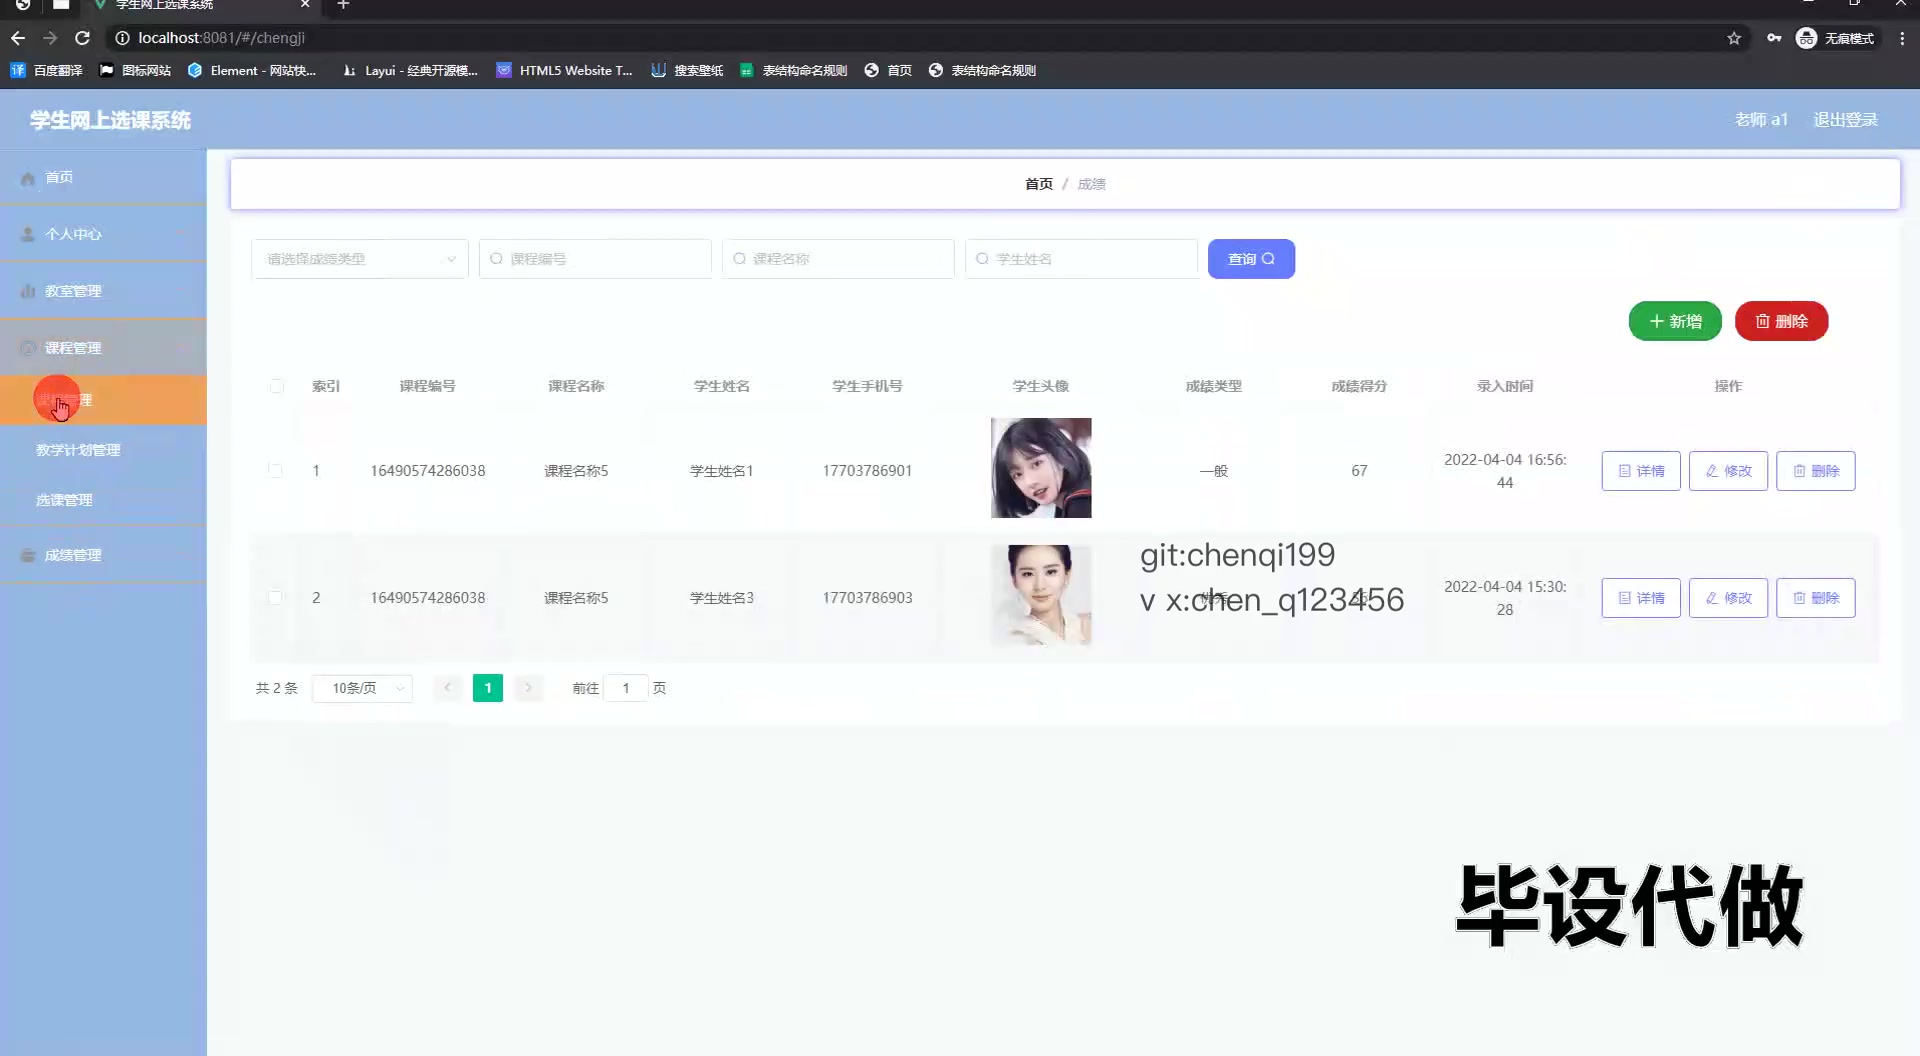 学生网上选课系统
localhost:8081/#/chengji
无痕模式
百度翻译
图标网站
Element - 网站快...
Layui - 经典开源模...
HTML5 Website T...
搜索壁纸
表结构命名规则
首页
表结构命名规则
学生网上选课系统
老师 a1
退出登录
首页
个人中心
教室管理
课程管理
教学计划管理
选课管理
成绩管理
首页 / 成绩
请选择成绩类型
课程编号
课程名称
学生姓名
查询
新增
删除
索引 课程编号 课程名称 学生姓名 学生手机号 学生头像 成绩类型 成绩得分 录入时间 操作
1 16490574286038 课程名称5 学生姓名1 17703786901 一般 67 2022-04-04 16:56:
44
详情 修改 删除
2 16490574286038 课程名称5 学生姓名3 17703786903 2022-04-04 15:30:
28
详情 修改 删除
git:chenqi199
v x:chen_q123456
共 2 条 10条/页 1 前往 1 页
毕设代做